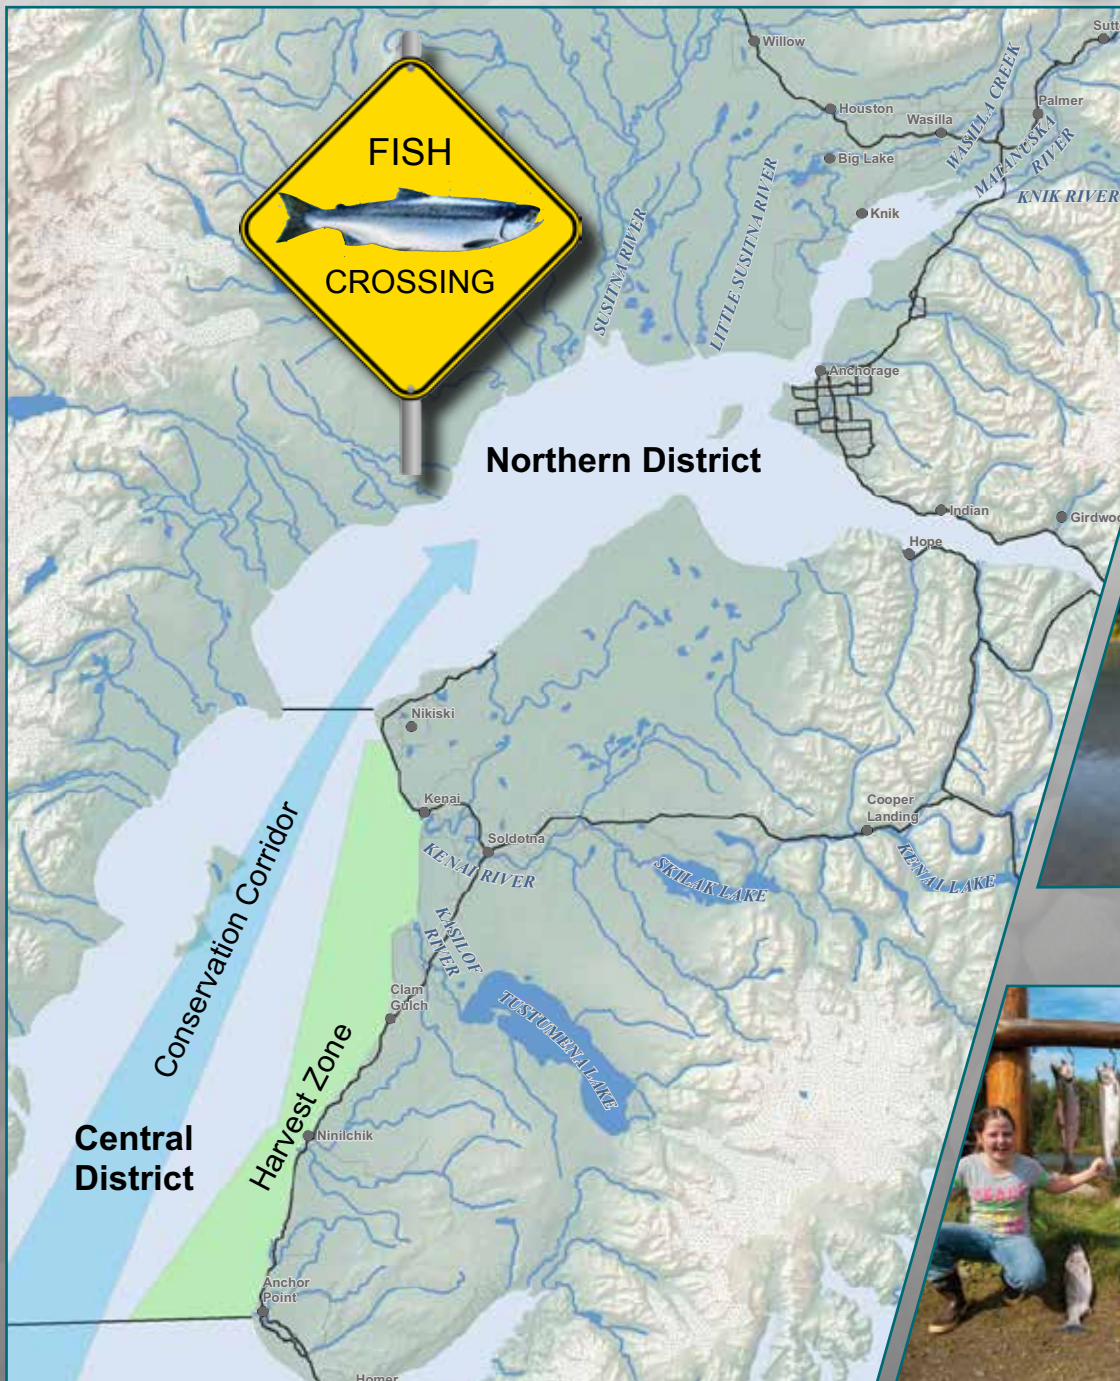 Willow
Sutt
Houston
Palmer
Wasilla
WASILLA CREEK
MATANUSKA
RIVER
Big Lake
KNIK RIVER
Knik
FISH
CROSSING
SUSITNA RIVER
LITTLE SUSITNA RIVER
Anchorage
Northern District
Indian
Girdwoo
Hope
Nikiski
Kenai
Cooper
Landing
Soldotna
KENAI RIVER
SKILAK LAKE
KENAI LAKE
Conservation Corridor
KASILOF
RIVER
Clam
Gulch
TUSTUMENA LAKE
Harvest Zone
Central
District
Ninilchik
Anchor
Point
Homer